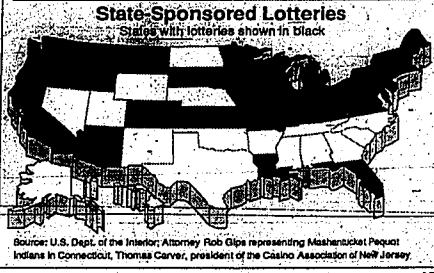 State-Sponsored Lotteries
States with lotteries shown in black
Source: U.S. Dept. of the Interior; Attorney Rob Gips representing Mashantucket Pequot
Indians in Connecticut, Thomas Carver, president of the Casino Association of New Jersey.